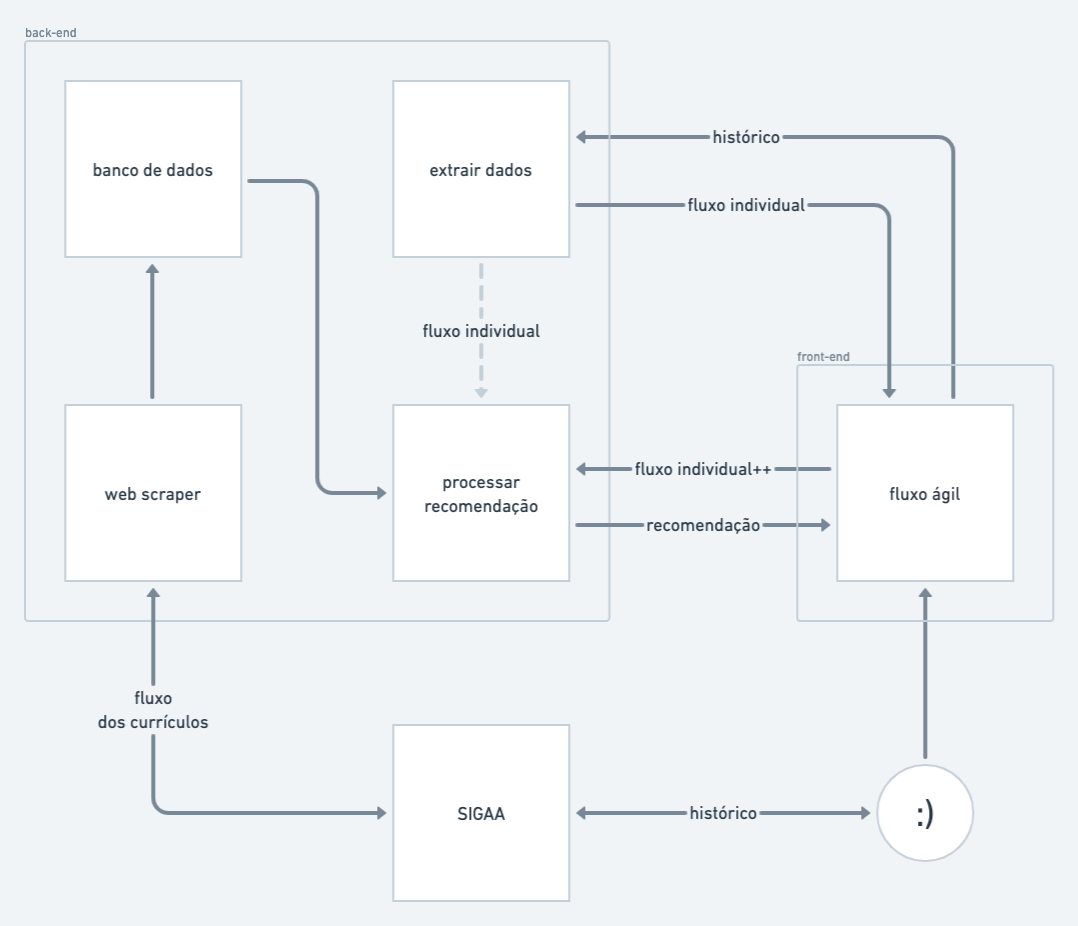 back-end
banco de dados
extrair dados
histórico
fluxo individual
fluxo individual
front-end
web scraper
processar
recomendação
fluxo individual++
recomendação
fluxo ágil
fluxo
dos currículos
SIGAA
histórico
:)